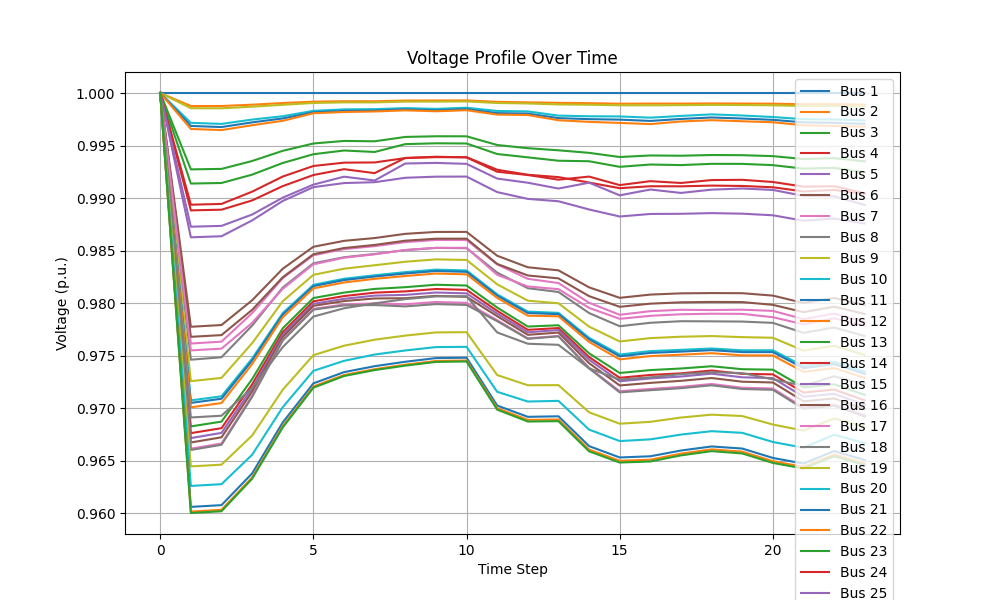 Voltage Profile Over Time
Voltage (p.u.)
1.000
0.995
0.990
0.985
0.980
0.975
0.970
0.965
0.960
0
5
10
15
20
Time Step
Bus 1
Bus 2
Bus 3
Bus 4
Bus 5
Bus 6
Bus 7
Bus 8
Bus 9
Bus 10
Bus 11
Bus 12
Bus 13
Bus 14
Bus 15
Bus 16
Bus 17
Bus 18
Bus 19
Bus 20
Bus 21
Bus 22
Bus 23
Bus 24
Bus 25